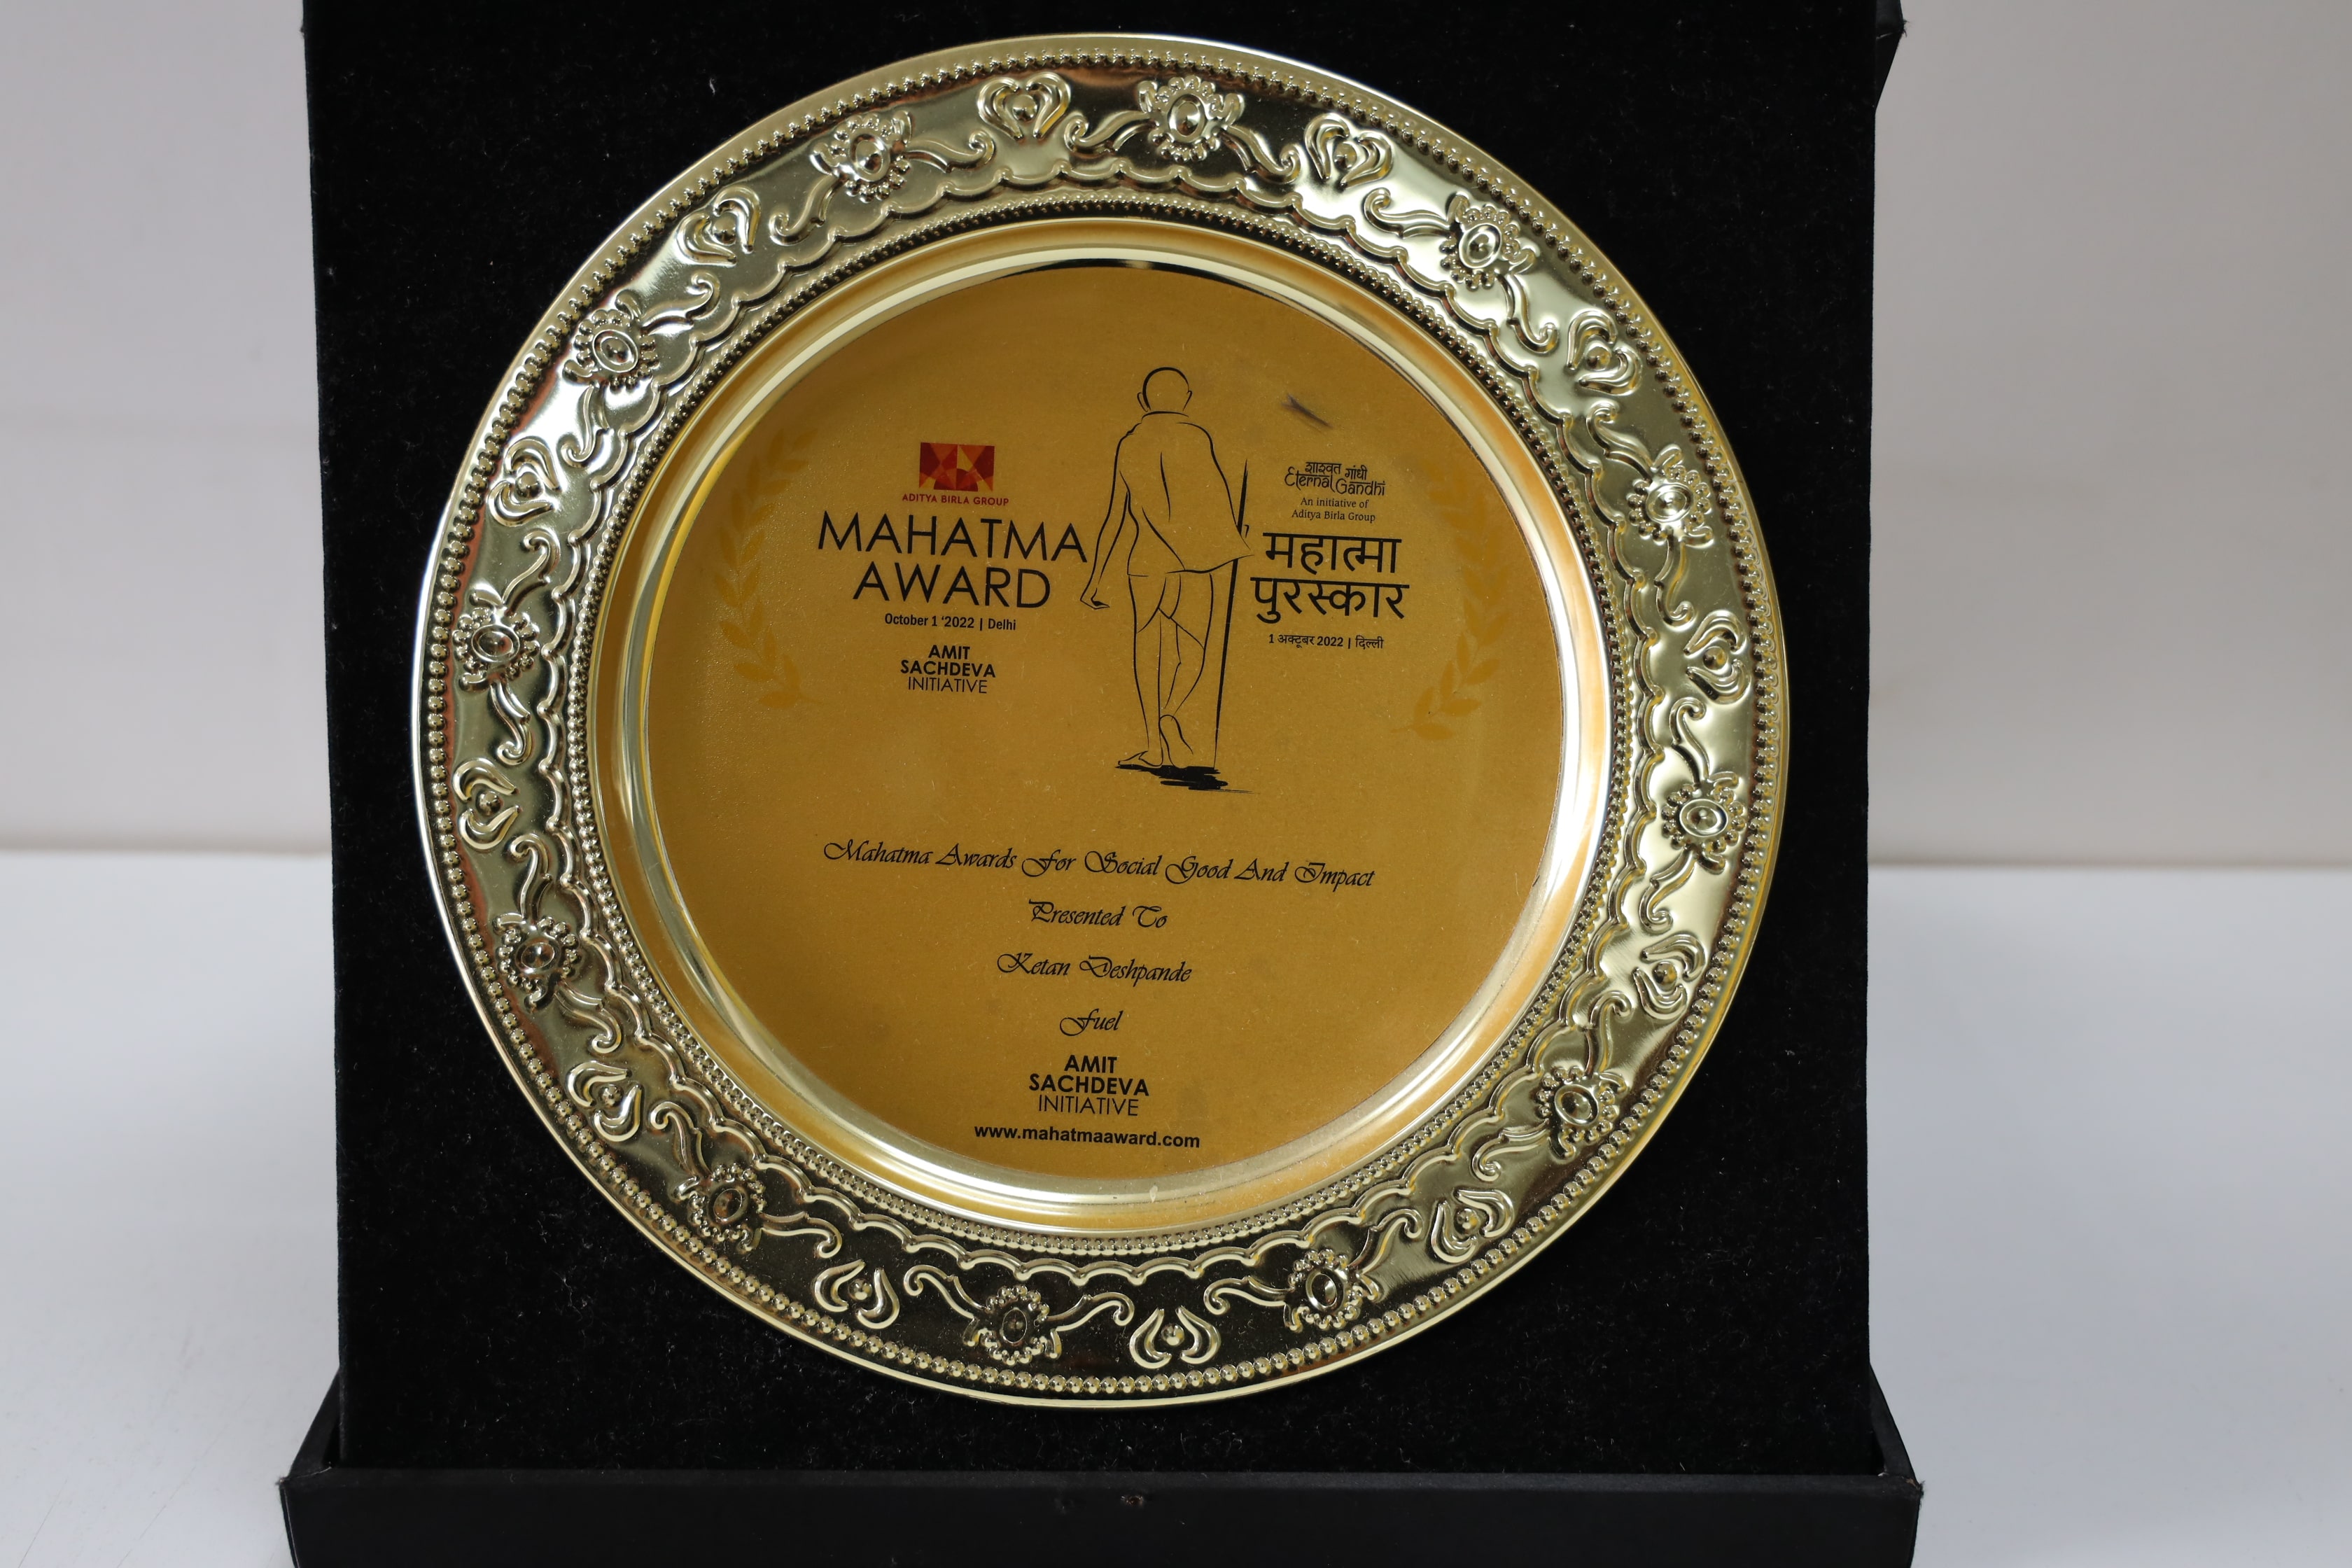 ADITYA BIRLA GROUP
MAHATMA
AWARD
October 1 '2022 | Delhi
AMIT
SACHDEVA
INITIATIVE
शाश्वत गांधी
Eternal Gandhi
An initiative of
Aditya Birla Group
महात्मा
पुरस्कार
1 अक्टूबर 2022 | दिल्ली
Mahatma Awards For Social Good And Impact
Presented To
Ketan Deshpande
Fuel
AMIT
SACHDEVA
INITIATIVE
www.mahatmaaward.com